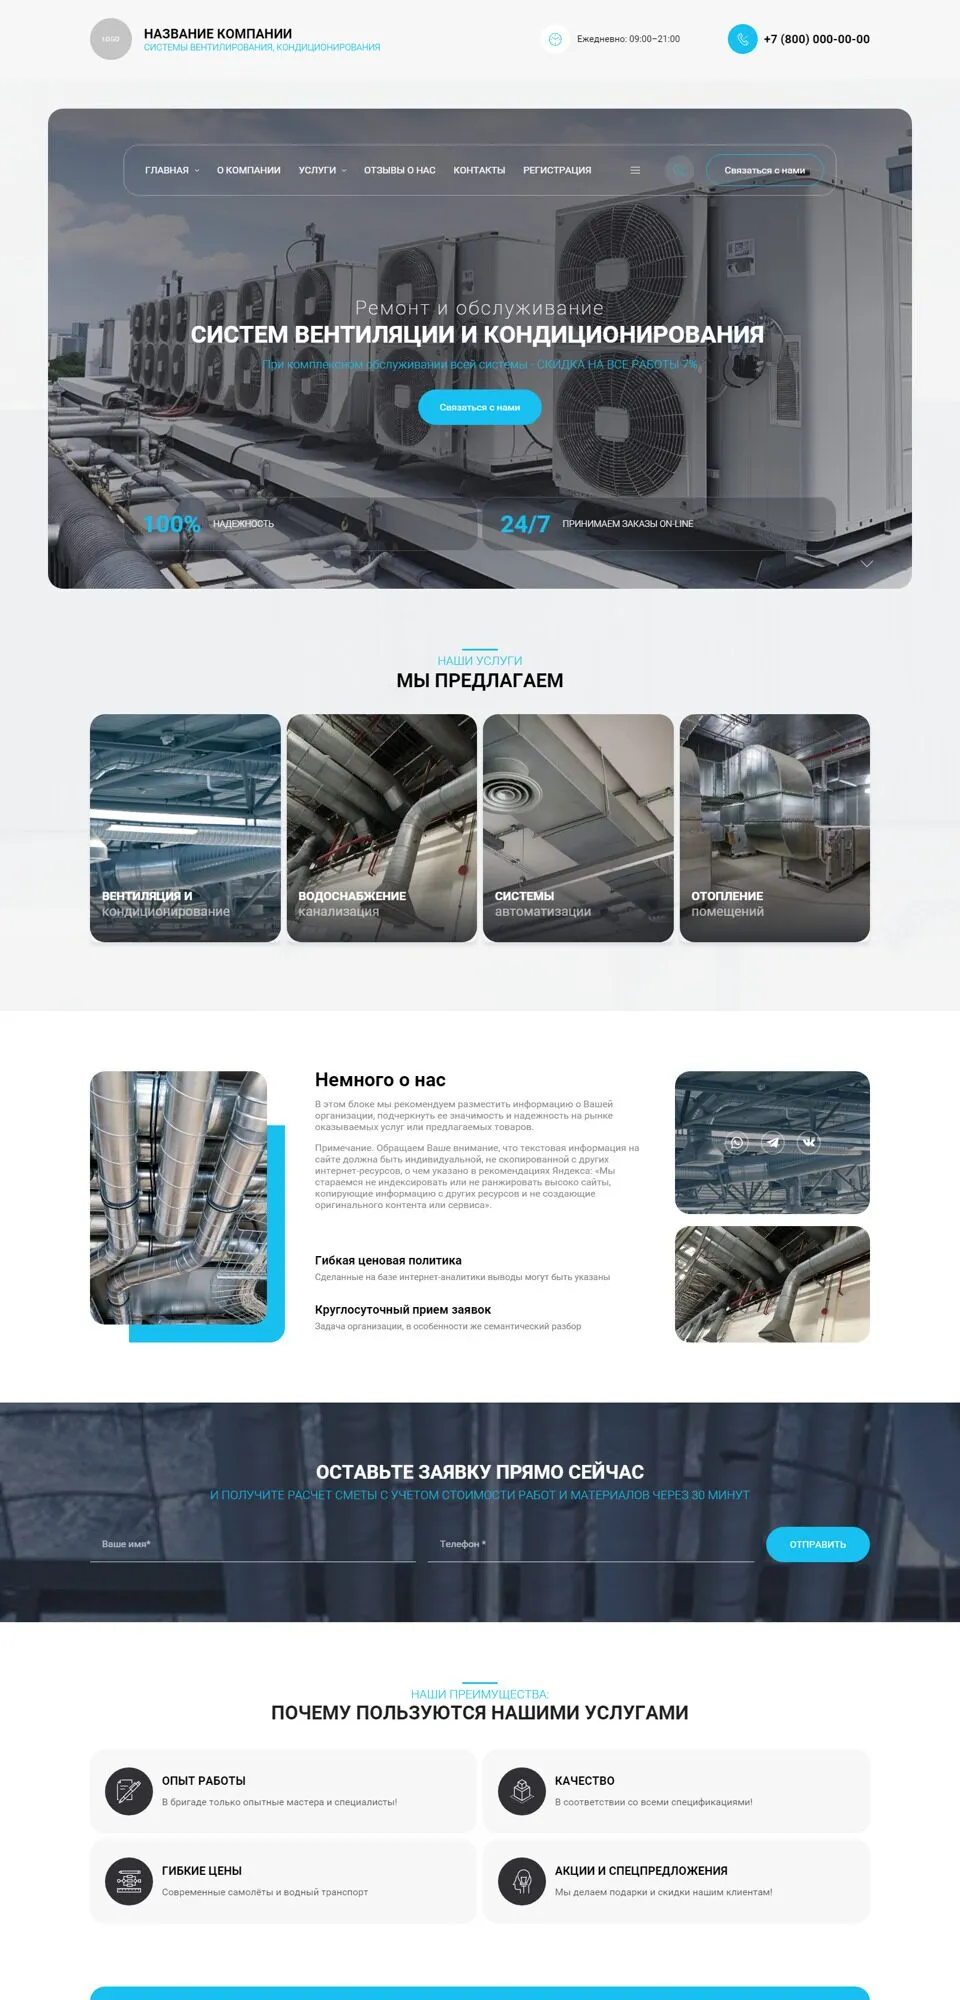 LOGO
НАЗВАНИЕ КОМПАНИИ
СИСТЕМЫ ВЕНТИЛИРОВАНИЯ, КОНДИЦИОНИРОВАНИЯ
Ежедневно: 09:00–21:00
+7 (800) 000-00-00
ГЛАВНАЯ
О КОМПАНИИ
УСЛУГИ
ОТЗЫВЫ О НАС
КОНТАКТЫ
РЕГИСТРАЦИЯ
Связаться с нами
Ремонт и обслуживание
СИСТЕМ ВЕНТИЛЯЦИИ И КОНДИЦИОНИРОВАНИЯ
При комплексном обслуживании всей системы - СКИДКА НА ВСЕ РАБОТЫ 7%
Связаться с нами
100% НАДЕЖНОСТЬ
24/7 ПРИНИМАЕМ ЗАКАЗЫ ON-LINE
НАШИ УСЛУГИ
МЫ ПРЕДЛАГАЕМ
ВЕНТИЛЯЦИЯ И
кондиционирование
ВОДОСНАБЖЕНИЕ
канализация
СИСТЕМЫ
автоматизации
ОТОПЛЕНИЕ
помещений
Немного о нас
В этом блоке мы рекомендуем разместить информацию о Вашей
организации, подчеркнуть ее значимость и надежность на рынке
оказываемых услуг или предлагаемых товаров.
Примечание. Обращаем Ваше внимание, что текстовая информация на
сайте должна быть индивидуальной, не скопированной с других
интернет-ресурсов, о чем указано в рекомендациях Яндекса: «Мы
стараемся не индексировать или не ранжировать высоко сайты,
копирующие информацию с других ресурсов и не создающие
оригинального контента или сервиса».
Гибкая ценовая политика
Сделанные на базе интернет-аналитики выводы могут быть указаны
Круглосуточный прием заявок
Задача организации, в особенности же семантический разбор
ОСТАВЬТЕ ЗАЯВКУ ПРЯМО СЕЙЧАС
И ПОЛУЧИТЕ РАСЧЕТ СМЕТЫ С УЧЕТОМ СТОИМОСТИ РАБОТ И МАТЕРИАЛОВ ЧЕРЕЗ 30 МИНУТ
Ваше имя*
Телефон *
ОТПРАВИТЬ
НАШИ ПРЕИМУЩЕСТВА:
ПОЧЕМУ ПОЛЬЗУЮТСЯ НАШИМИ УСЛУГАМИ
ОПЫТ РАБОТЫ
В бригаде только опытные мастера и специалисты!
КАЧЕСТВО
В соответствии со всеми спецификациями!
ГИБКИЕ ЦЕНЫ
Современные самолёты и водный транспорт
АКЦИИ И СПЕЦПРЕДЛОЖЕНИЯ
Мы делаем подарки и скидки нашим клиентам!